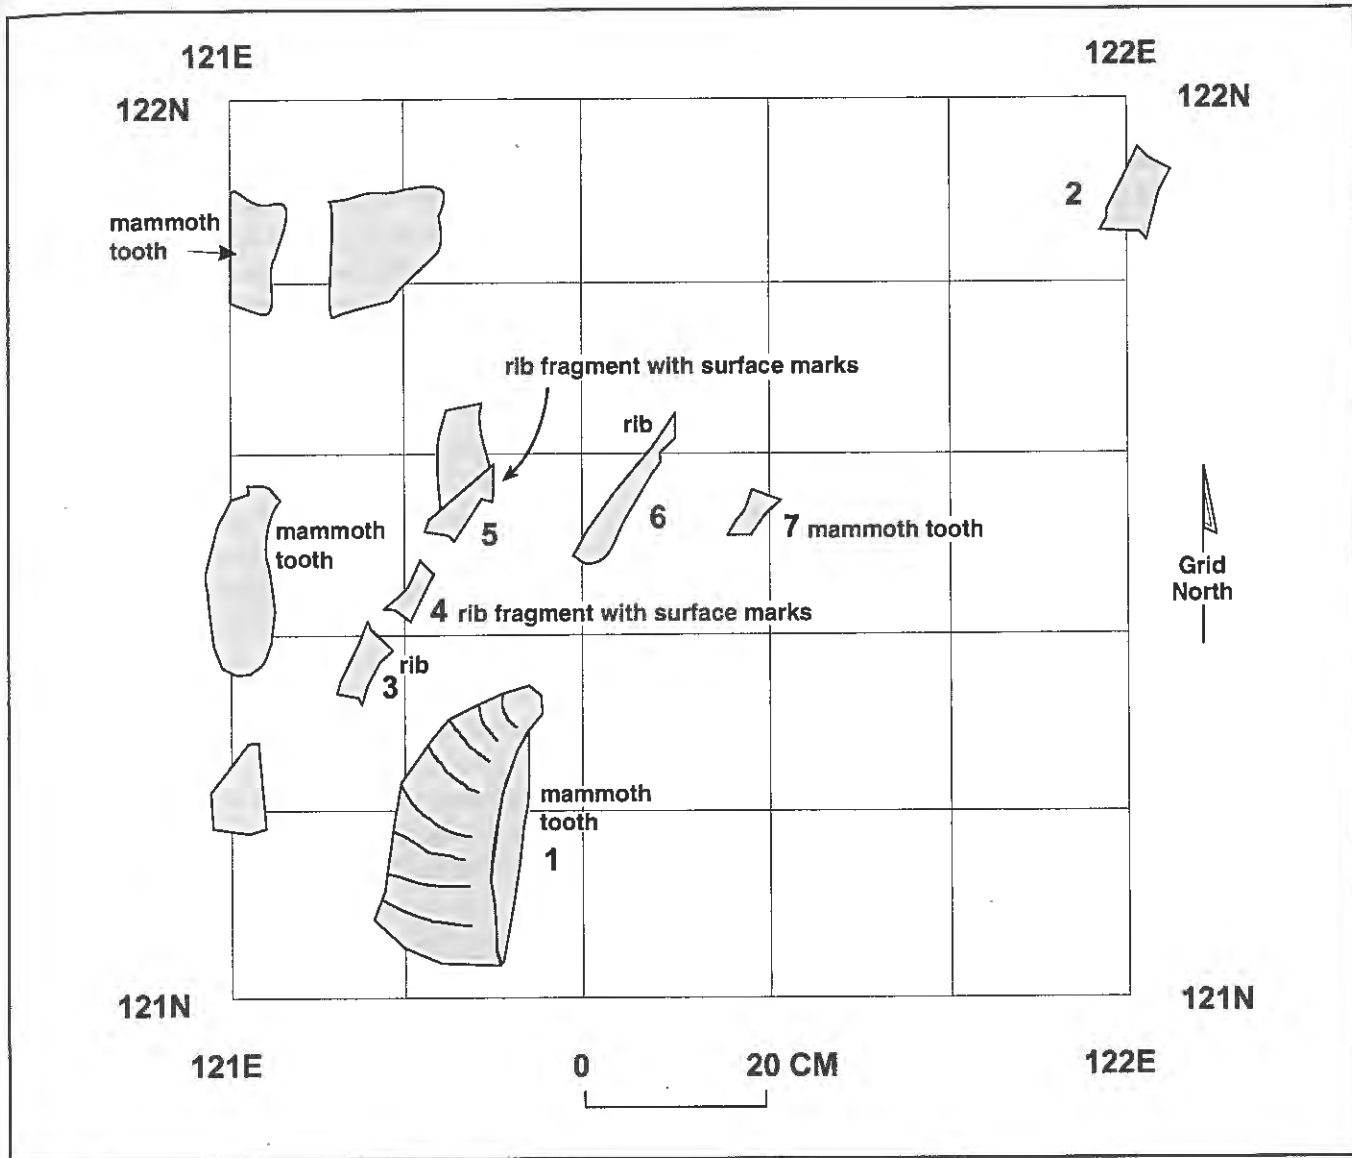 121E
122E
122N
122N
2
mammoth
tooth
rib fragment with surface marks
rib
mammoth
tooth
5
6
7 mammoth tooth
Grid
North
4 rib fragment with surface marks
rib
3
mammoth
tooth
1
121N
121N
121E
0
20 CM
122E